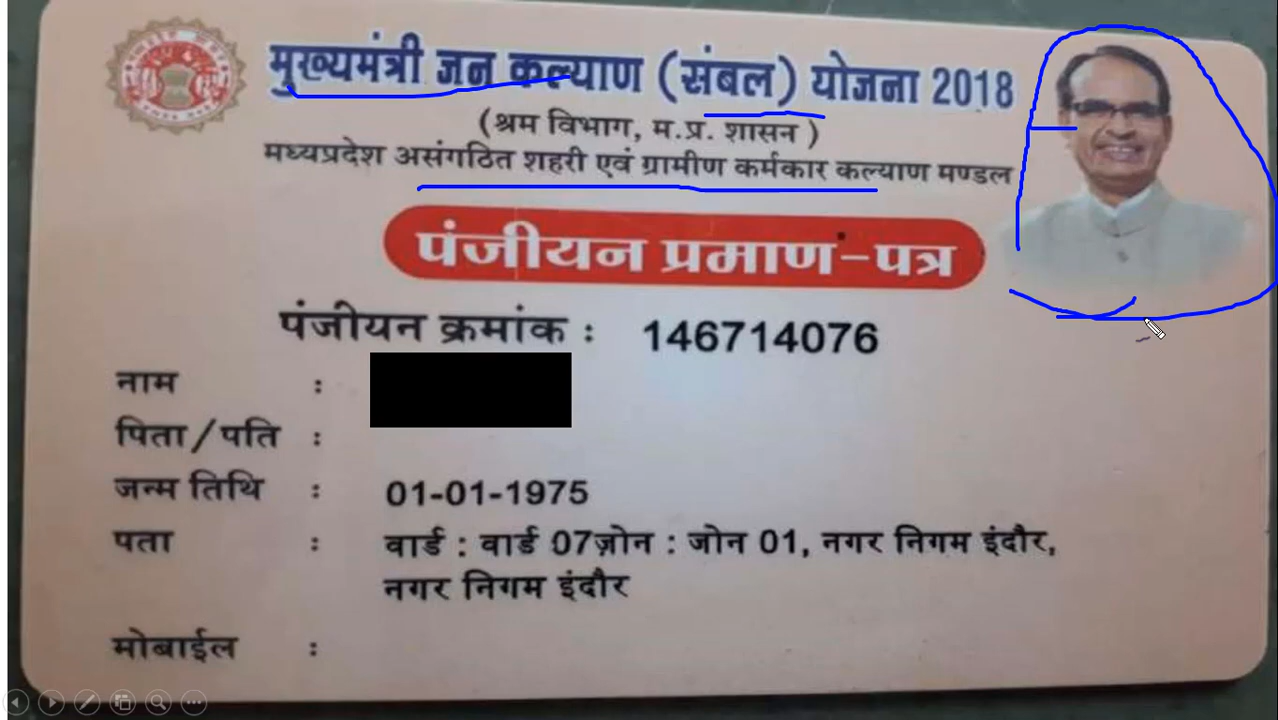 मुख्यमंत्री जन कल्याण (संबल) योजना 2018
(श्रम विभाग, म.प्र. शासन )
मध्यप्रदेश असंगठित शहरी एवं ग्रामीण कर्मकार कल्याण मण्डल
पंजीयन प्रमाण-पत्र
पंजीयन क्रमांक : 146714076
नाम :
पिता/पति :
जन्म तिथि : 01-01-1975
पता : वार्ड : वार्ड 07ज़ोन : जोन 01, नगर निगम इंदौर,
नगर निगम इंदौर
मोबाईल :